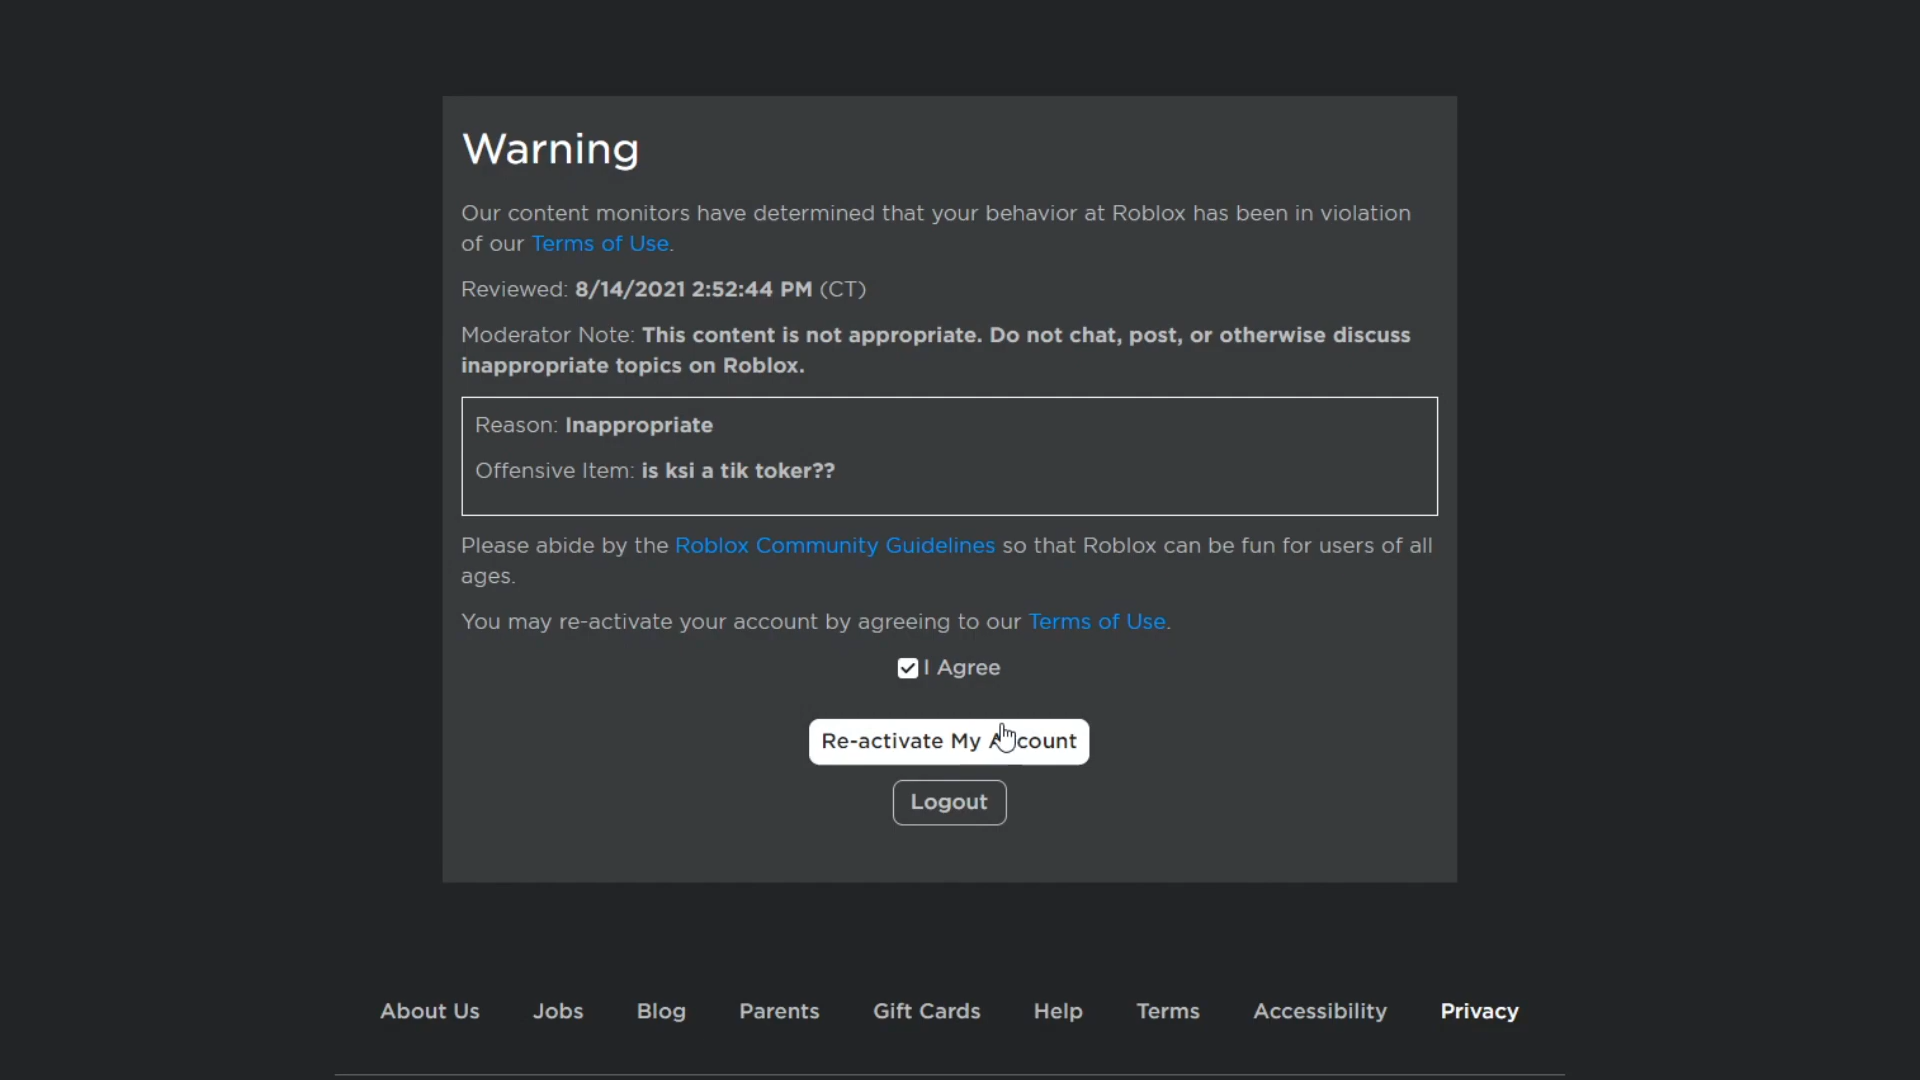 Warning
Our content monitors have determined that your behavior at Roblox has been in violation
of our Terms of Use.
Reviewed: 8/14/2021 2:52:44 PM (CT)
Moderator Note: This content is not appropriate. Do not chat, post, or otherwise discuss
inappropriate topics on Roblox.
Reason: Inappropriate
Offensive Item: is ksi a tik toker??
Please abide by the Roblox Community Guidelines so that Roblox can be fun for users of all
ages.
You may re-activate your account by agreeing to our Terms of Use.
I Agree
Re-activate My Account
Logout
About Us Jobs Blog Parents Gift Cards Help Terms Accessibility Privacy